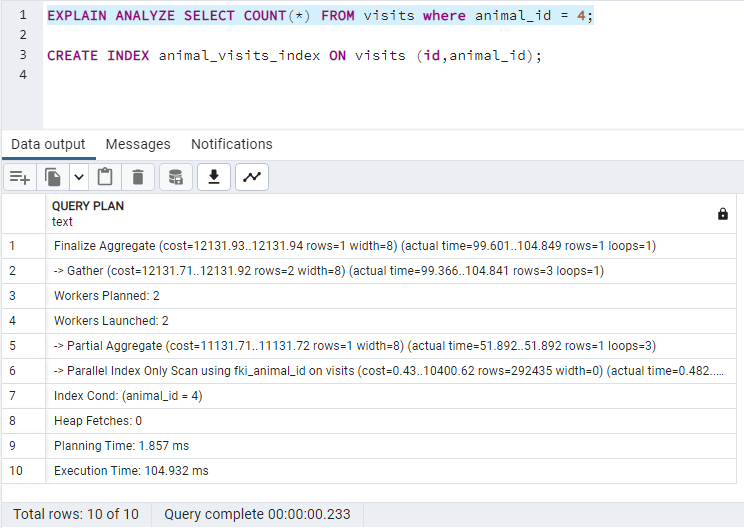 1 EXPLAIN ANALYZE SELECT COUNT(*) FROM visits where animal_id = 4;
2
3 CREATE INDEX animal_visits_index ON visits (id,animal_id);
4
Data output Messages Notifications
QUERY PLAN
text
1 Finalize Aggregate (cost=12131.93..12131.94 rows=1 width=8) (actual time=99.601..104.849 rows=1 loops=1)
2 -> Gather (cost=12131.71..12131.92 rows=2 width=8) (actual time=99.366..104.841 rows=3 loops=1)
3 Workers Planned: 2
4 Workers Launched: 2
5 -> Partial Aggregate (cost=11131.71..11131.72 rows=1 width=8) (actual time=51.892..51.892 rows=1 loops=3)
6 -> Parallel Index Only Scan using fki_animal_id on visits (cost=0.43..10400.62 rows=292435 width=0) (actual time=0.482..…
7 Index Cond: (animal_id = 4)
8 Heap Fetches: 0
9 Planning Time: 1.857 ms
10 Execution Time: 104.932 ms
Total rows: 10 of 10 Query complete 00:00:00.233